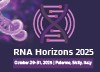 RNA Horizons 2025
October 29–31, 2025 | Palermo, Sicily, Italy